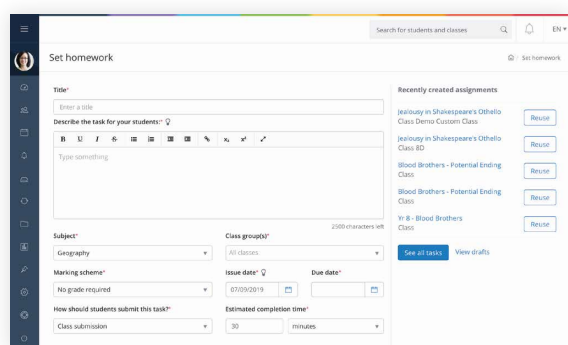 Search for students and classes
EN
Set homework
Set homework
Title*
Enter a title
Describe the task for your students:*
B U I S x₂ x²
Type something
2500 characters left
Subject*
Class group(s)*
Geography
All classes
Marking scheme*
Issue date*
Due date*
No grade required
07/09/2019
How should students submit this task?*
Estimated completion time*
Class submission
30
minutes
Recently created assignments
Jealousy in Shakespeare's Othello
Class Demo Custom Class
Reuse
Jealousy in Shakespeare's Othello
Class 8D
Reuse
Blood Brothers - Potential Ending
Class
Reuse
Blood Brothers - Potential Ending
Class
Reuse
Yr 8 - Blood Brothers
Class
Reuse
See all tasks
View drafts